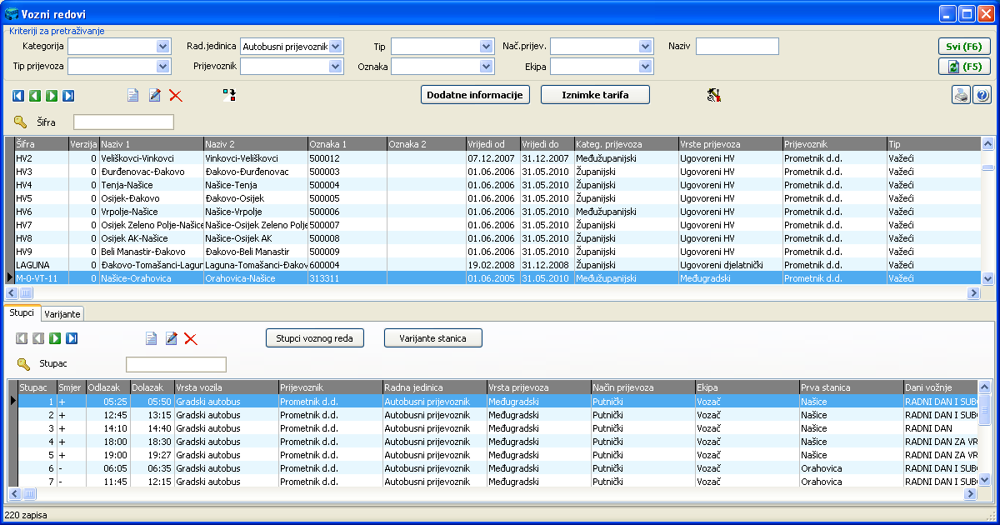 Vozni redovi
Kriteriji za pretraživanje
Kategorija Rad.jedinica Autobusni prijevoznik Tip Nač.prijev. Naziv Svi (F6)
Tip prijevoza Prijevoznik Oznaka Ekipa (F5)
Dodatne informacije Iznimke tarifa
Šifra
Šifra Verzija Naziv 1 Naziv 2 Oznaka 1 Oznaka 2 Vrijedi od Vrijedi do Kateg. prijevoza Vrste prijevoza Prijevoznik Tip
HV2 0 Veliškovci-Vinkovci Vinkovci-Veliškovci 500012 07.12.2007 31.12.2007 Međužupanijski Ugovoreni HV Prometnik d.d. Važeći
HV3 0 Đurđenovac-Đakovo Đakovo-Đurđenovac 500003 01.06.2006 31.05.2010 Županijski Ugovoreni HV Prometnik d.d. Važeći
HV4 0 Tenja-Našice Našice-Tenja 500004 01.06.2006 31.05.2010 Županijski Ugovoreni HV Prometnik d.d. Važeći
HV5 0 Osijek-Đakovo Đakovo-Osijek 500005 01.06.2006 31.05.2010 Županijski Ugovoreni HV Prometnik d.d. Važeći
HV6 0 Vrpolje-Našice Našice-Vrpolje 500006 01.06.2006 31.05.2010 Međužupanijski Ugovoreni HV Prometnik d.d. Važeći
HV7 0 Osijek Zeleno Polje-Našice Našice-Osijek Zeleno Polje 500007 01.06.2006 31.05.2010 Županijski Ugovoreni HV Prometnik d.d. Važeći
HV8 0 Osijek AK-Našice Našice-Osijek AK 500008 01.06.2006 31.05.2010 Županijski Ugovoreni HV Prometnik d.d. Važeći
HV9 0 Beli Manastir-Đakovo Đakovo-Beli Manastir 500009 01.06.2006 31.05.2010 Županijski Ugovoreni HV Prometnik d.d. Važeći
LAGUNA 0 Đakovo-Tomašanci-Lagun Laguna-Tomašanci-Đakov 600004 19.02.2008 31.12.2008 Županijski Ugovoreni djelatnički Prometnik d.d. Važeći
M-0-VT-11 0 Našice-Orahovica Orahovica-Našice 313311 01.06.2005 31.05.2010 Međužupanijski Međugradski Prometnik d.d. Važeći
Stupci Varijante
Stupci voznog reda Varijante stanica
Stupac
Stupac Smjer Odlazak Dolazak Vrsta vozila Prijevoznik Radna jedinica Vrsta prijevoza Način prijevoza Ekipa Prva stanica Dani vožnje
1 + 05:25 05:50 Gradski autobus Prometnik d.d. Autobusni prijevoznik Međugradski Putnički Vozač Našice RADNI DAN I SUBO
2 + 12:45 13:15 Gradski autobus Prometnik d.d. Autobusni prijevoznik Međugradski Putnički Vozač Našice RADNI DAN I SUBO
3 + 14:10 14:40 Gradski autobus Prometnik d.d. Autobusni prijevoznik Međugradski Putnički Vozač Našice RADNI DAN
4 + 18:00 18:30 Gradski autobus Prometnik d.d. Autobusni prijevoznik Međugradski Putnički Vozač Našice RADNI DAN ZA VR
5 + 19:00 19:27 Gradski autobus Prometnik d.d. Autobusni prijevoznik Međugradski Putnički Vozač Našice RADNI DAN ZA VR
6 - 06:05 06:35 Gradski autobus Prometnik d.d. Autobusni prijevoznik Međugradski Putnički Vozač Orahovica RADNI DAN I SUBO
7 - 11:45 12:15 Gradski autobus Prometnik d.d. Autobusni prijevoznik Međugradski Putnički Vozač Orahovica RADNI DAN I SUBO
220 zapisa